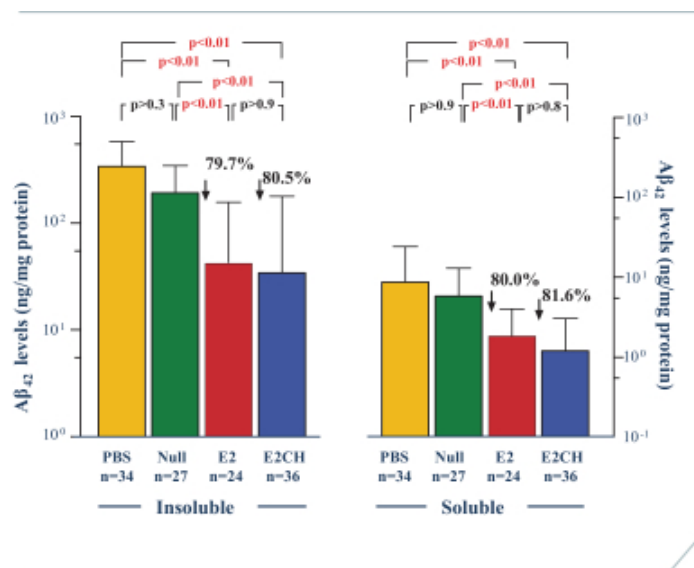 p<0.01
p<0.01
p<0.01
p>0.3 p<0.01 p>0.9
p<0.01
p<0.01
p<0.01
p>0.9 p<0.01 p>0.8
Aβ₄₂ levels (ng/mg protein)
10³
10²
10¹
10⁰
79.7%
80.5%
PBS Null E2 E2CH
n=34 n=27 n=24 n=36
Insoluble
80.0%
81.6%
10³
10²
10¹
10⁰
10⁻¹
Aβ₄₂ levels (ng/mg protein)
PBS Null E2 E2CH
n=34 n=27 n=24 n=36
Soluble